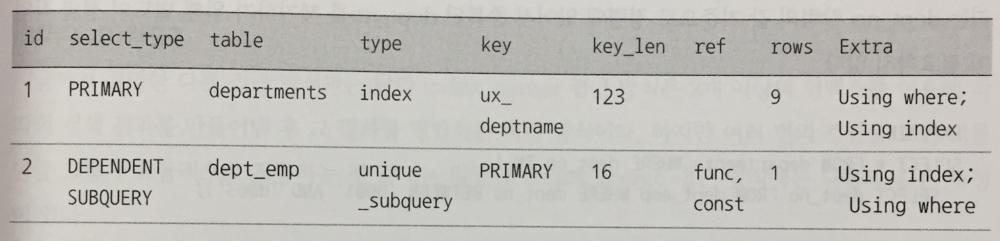 id select_type table type key key_len ref rows Extra
1 PRIMARY departments index ux_ 123 9 Using where;
deptname Using index
2 DEPENDENT dept_emp unique PRIMARY 16 func, 1 Using index;
SUBQUERY _subquery const Using where